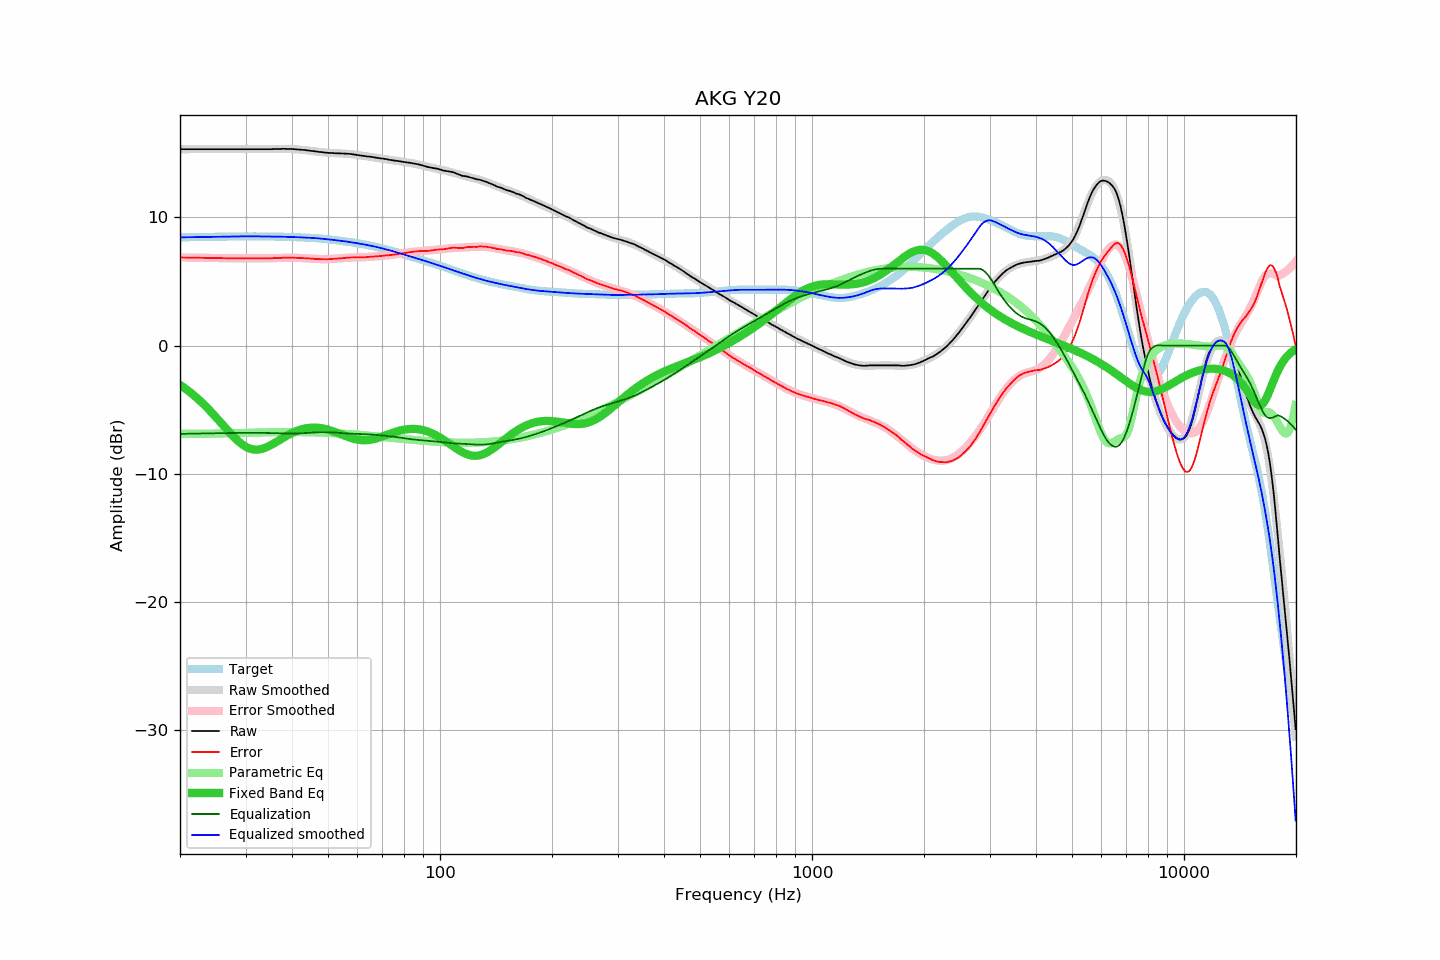 AKG Y20
10
0
−10
−20
−30
Amplitude (dBr)
Target
Raw Smoothed
Error Smoothed
Raw
Error
Parametric Eq
Fixed Band Eq
Equalization
Equalized smoothed
100
1000
10000
Frequency (Hz)